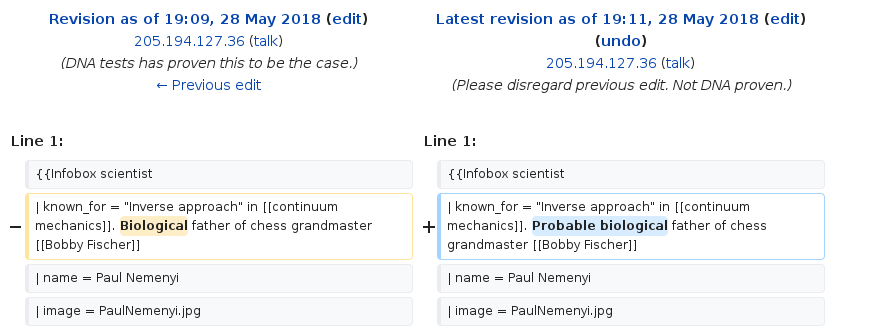 Revision as of 19:09, 28 May 2018 (edit)
205.194.127.36 (talk)
(DNA tests has proven this to be the case.)
← Previous edit
Latest revision as of 19:11, 28 May 2018 (edit)
(undo)
205.194.127.36 (talk)
(Please disregard previous edit. Not DNA proven.)
Line 1:
Line 1:
{{Infobox scientist
{{Infobox scientist
− | known_for = "Inverse approach" in [[continuum
mechanics]]. Biological father of chess grandmaster
[[Bobby Fischer]]
+ | known_for = "Inverse approach" in [[continuum
mechanics]]. Probable biological father of chess
grandmaster [[Bobby Fischer]]
| name = Paul Nemenyi
| name = Paul Nemenyi
| image = PaulNemenyi.jpg
| image = PaulNemenyi.jpg